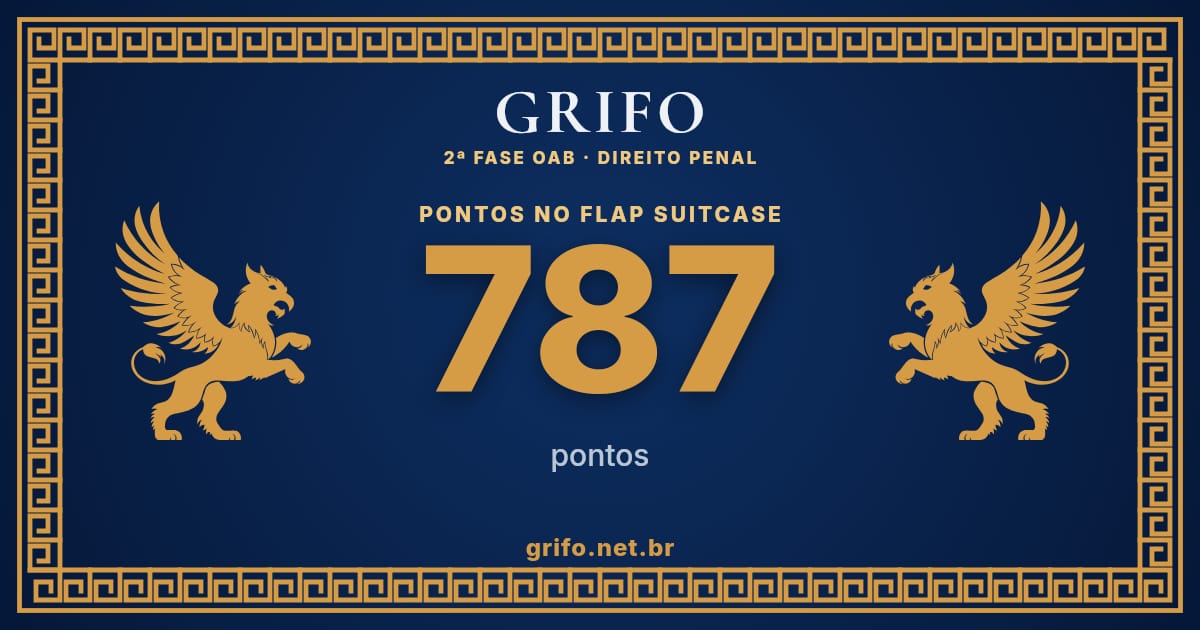 GRIFO
2ª FASE OAB · DIREITO PENAL
PONTOS NO FLAP SUITCASE
787
pontos
grifo.net.br